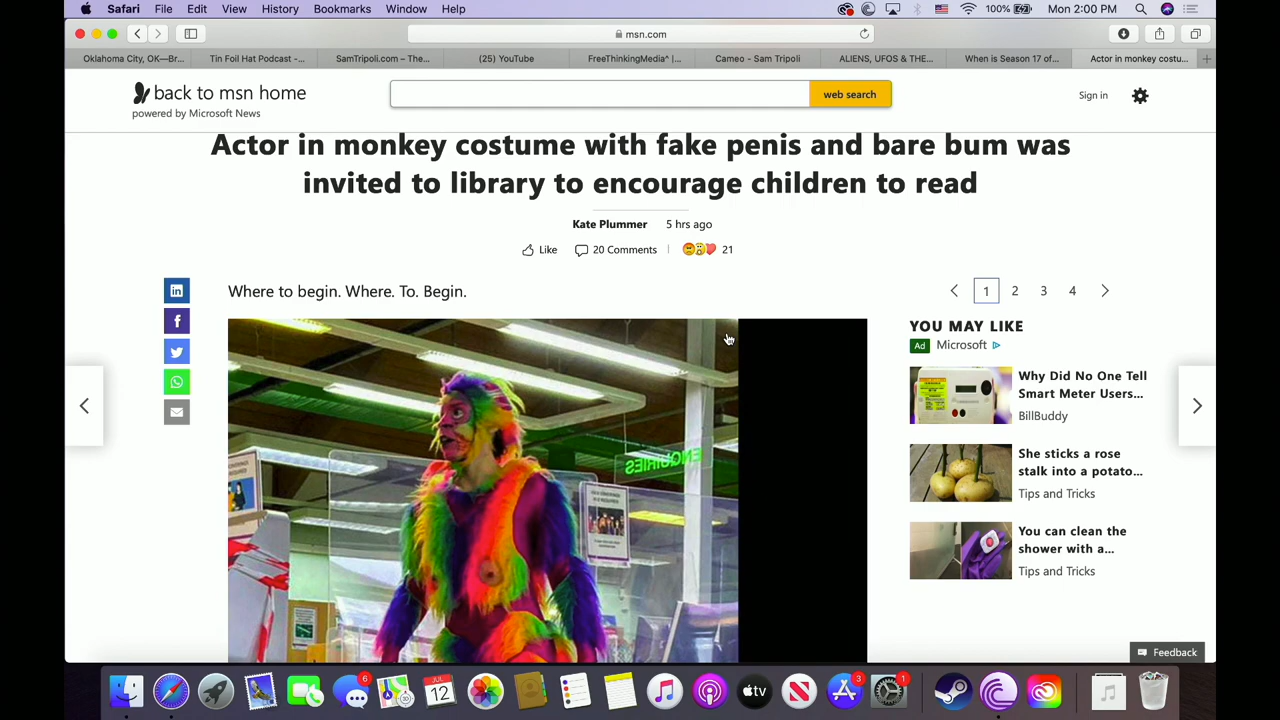 Safari File Edit View History Bookmarks Window Help 100% Mon 2:00 PM
msn.com
Oklahoma City, OK—Br... Tin Foil Hat Podcast -... SamTripoli.com – The... (25) YouTube FreeThinkingMedia^ |... Cameo - Sam Tripoli ALIENS, UFOS & THE... When is Season 17 of... Actor in monkey costu...
back to msn home
powered by Microsoft News
web search
Sign in
Actor in monkey costume with fake penis and bare bum was
invited to library to encourage children to read
Kate Plummer 5 hrs ago
Like 20 Comments 21
Where to begin. Where. To. Begin.
1 2 3 4
YOU MAY LIKE
Ad Microsoft
Why Did No One Tell
Smart Meter Users...
BillBuddy
She sticks a rose
stalk into a potato...
Tips and Tricks
You can clean the
shower with a...
Tips and Tricks
ENQUIRIES
Feedback
6
JUL
12
3
1
tv